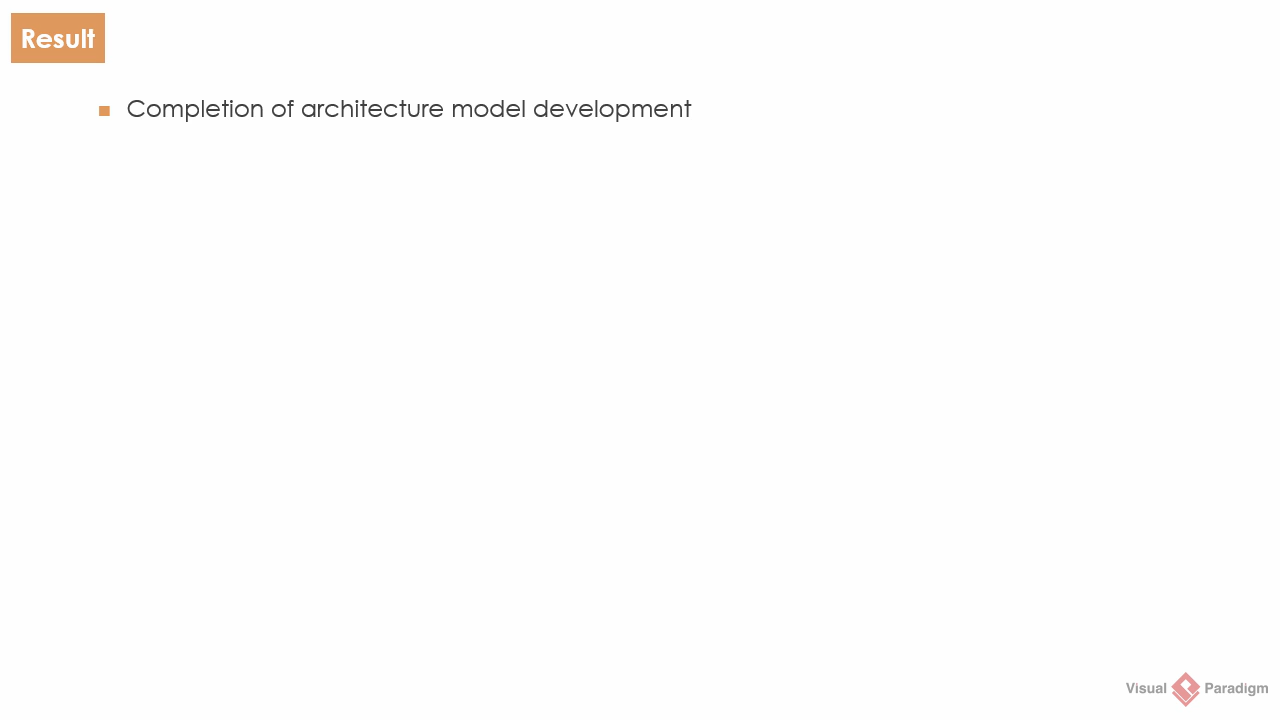 Result
Completion of architecture model development
Visual Paradigm